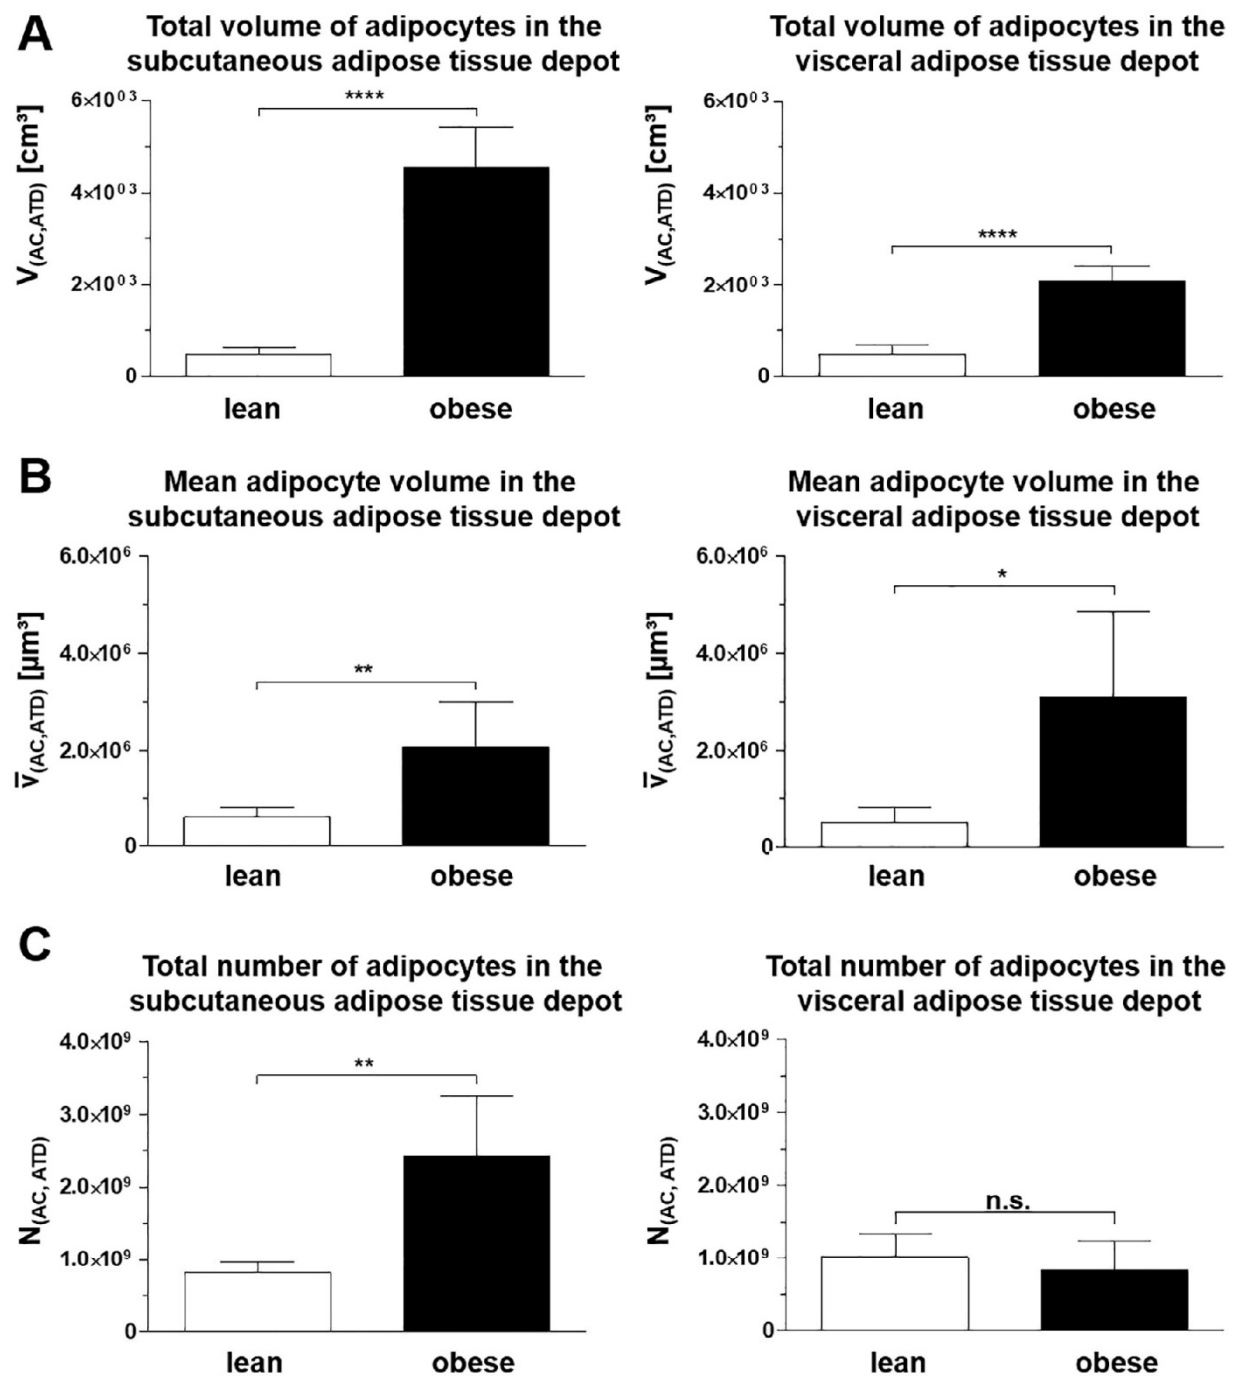 A
Total volume of adipocytes in the
subcutaneous adipose tissue depot
V(AC,ATD) [cm³]
6×10⁰³
4×10⁰³
2×10⁰³
0
****
lean
obese
Total volume of adipocytes in the
visceral adipose tissue depot
V(AC,ATD) [cm³]
6×10⁰³
4×10⁰³
2×10⁰³
0
****
lean
obese
B
Mean adipocyte volume in the
subcutaneous adipose tissue depot
v̅(AC,ATD) [µm³]
6.0×10⁶
4.0×10⁶
2.0×10⁶
0
**
lean
obese
Mean adipocyte volume in the
visceral adipose tissue depot
v̅(AC,ATD) [µm³]
6.0×10⁶
4.0×10⁶
2.0×10⁶
0
*
lean
obese
C
Total number of adipocytes in the
subcutaneous adipose tissue depot
N(AC, ATD)
4.0×10⁹
3.0×10⁹
2.0×10⁹
1.0×10⁹
0
**
lean
obese
Total number of adipocytes in the
visceral adipose tissue depot
N(AC, ATD)
4.0×10⁹
3.0×10⁹
2.0×10⁹
1.0×10⁹
0
n.s.
lean
obese